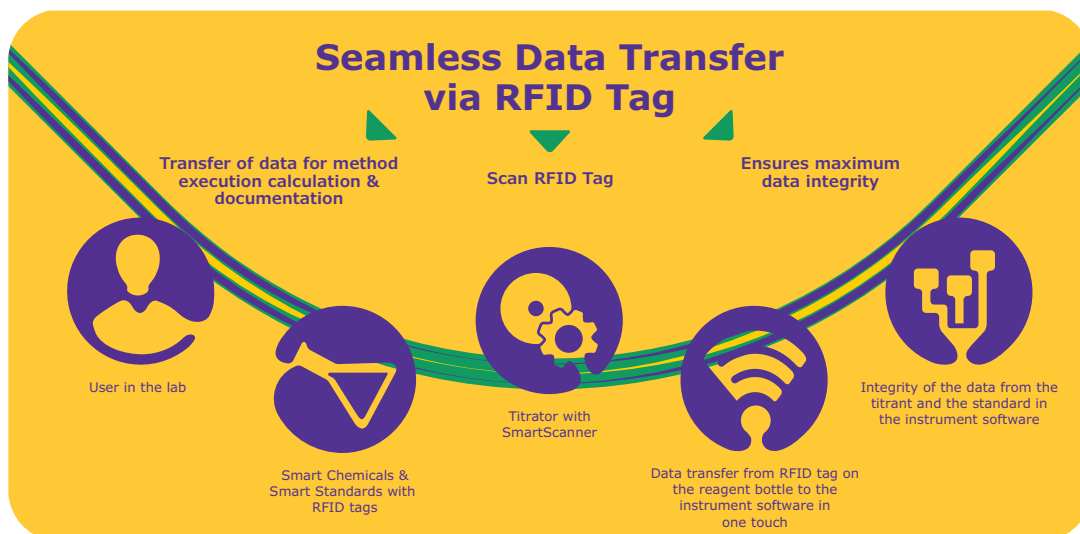 Seamless Data Transfer
via RFID Tag
Transfer of data for method
execution calculation &
documentation
Scan RFID Tag
Ensures maximum
data integrity
User in the lab
Smart Chemicals &
Smart Standards with
RFID tags
Titrator with
SmartScanner
Data transfer from RFID tag on
the reagent bottle to the
instrument software in
one touch
Integrity of the data from the
titrant and the standard in
the instrument software